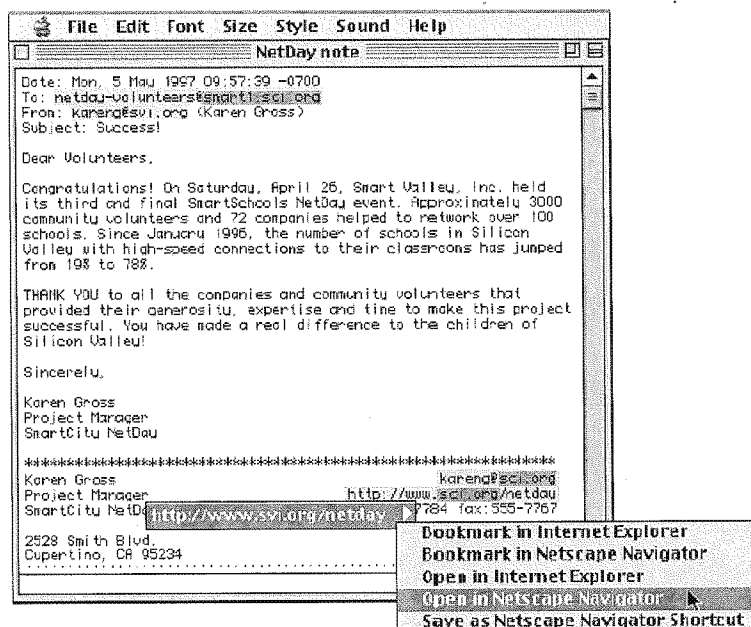 File Edit Font Size Style Sound Help
NetDay note
Date: Mon, 5 May 1997 09:57:39 -0700
To: netday-volunteers@smart1.sci.org
From: kareng@svi.org (Karen Gross)
Subject: Success!
Dear Volunteers,
Congratulations! On Saturday, April 26, Smart Valley, Inc. held
its third and final SmartSchools NetDay event. Approximately 3000
community volunteers and 72 companies helped to network over 100
schools. Since January 1996, the number of schools in Silicon
Valley with high-speed connections to their classrooms has jumped
from 19% to 78%.
THANK YOU to all the companies and community volunteers that
provided their generosity, expertise and time to make this project
successful. You have made a real difference to the children of
Silicon Valley!
Sincerely,
Karen Gross
Project Manager
SmartCity NetDay
*****************************************************************
Karen Gross kareng@sci.org
Project Manager http://www.sci.org/netday
SmartCity NetD 7784 fax:555-7767
http://www.svi.org/netday
2528 Smith Blvd.
Cupertino, CA 95234
Bookmark in Internet Explorer
Bookmark in Netscape Navigator
Open in Internet Explorer
Open in Netscape Navigator
Save as Netscape Navigator Shortcut